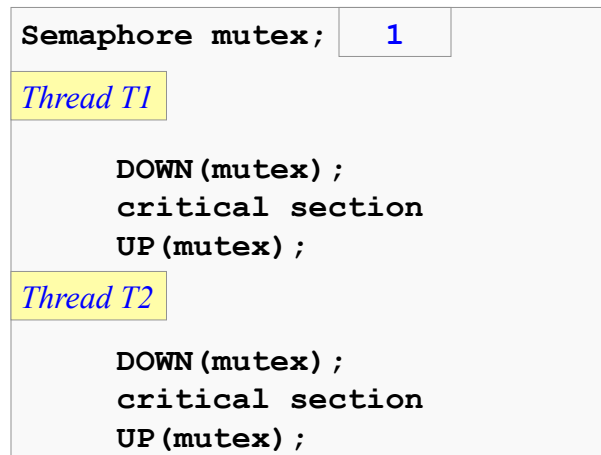 Semaphore mutex; 1
Thread T1
DOWN(mutex);
critical section
UP(mutex);
Thread T2
DOWN(mutex);
critical section
UP(mutex);